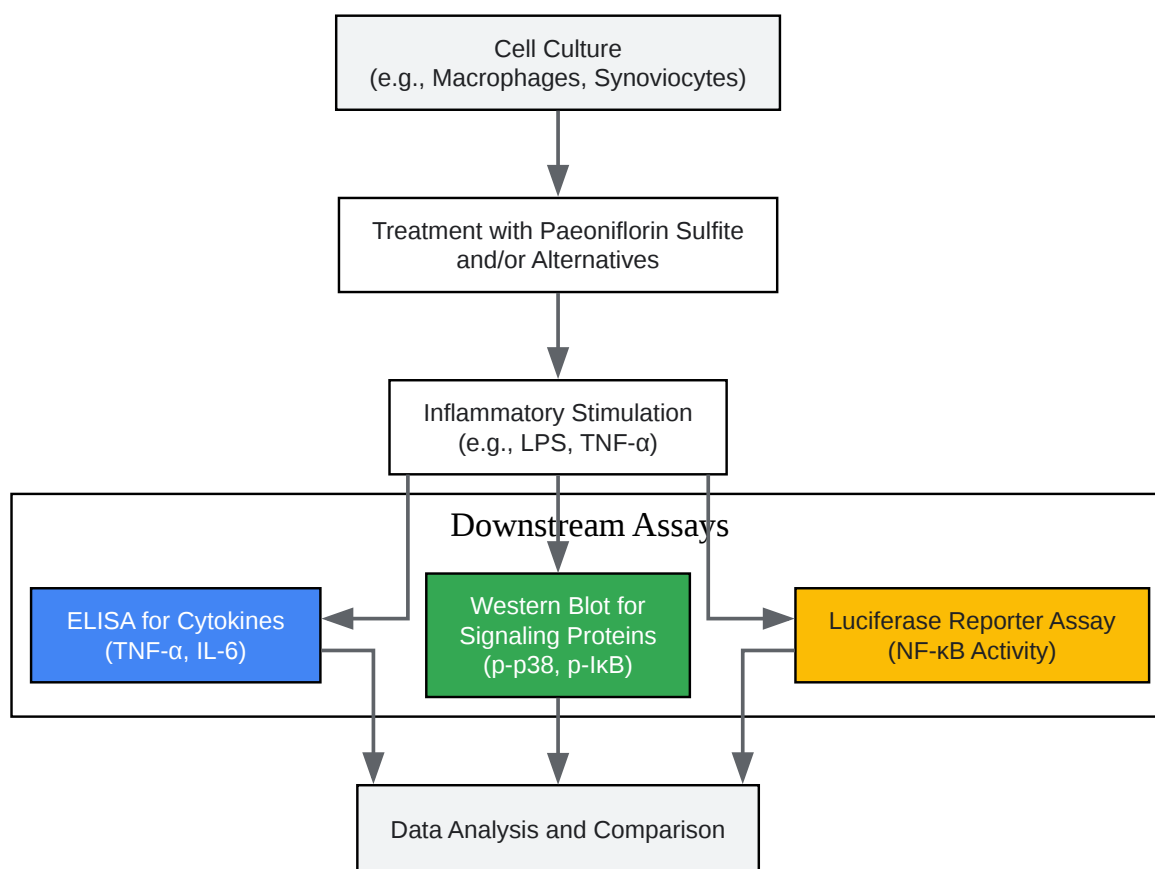 Cell Culture
(e.g., Macrophages, Synoviocytes)
Treatment with Paeoniflorin Sulfite
and/or Alternatives
Inflammatory Stimulation
(e.g., LPS, TNF-α)
Downstream Assays
ELISA for Cytokines
(TNF-α, IL-6)
Western Blot for
Signaling Proteins
(p-p38, p-IκB)
Luciferase Reporter Assay
(NF-κB Activity)
Data Analysis and Comparison